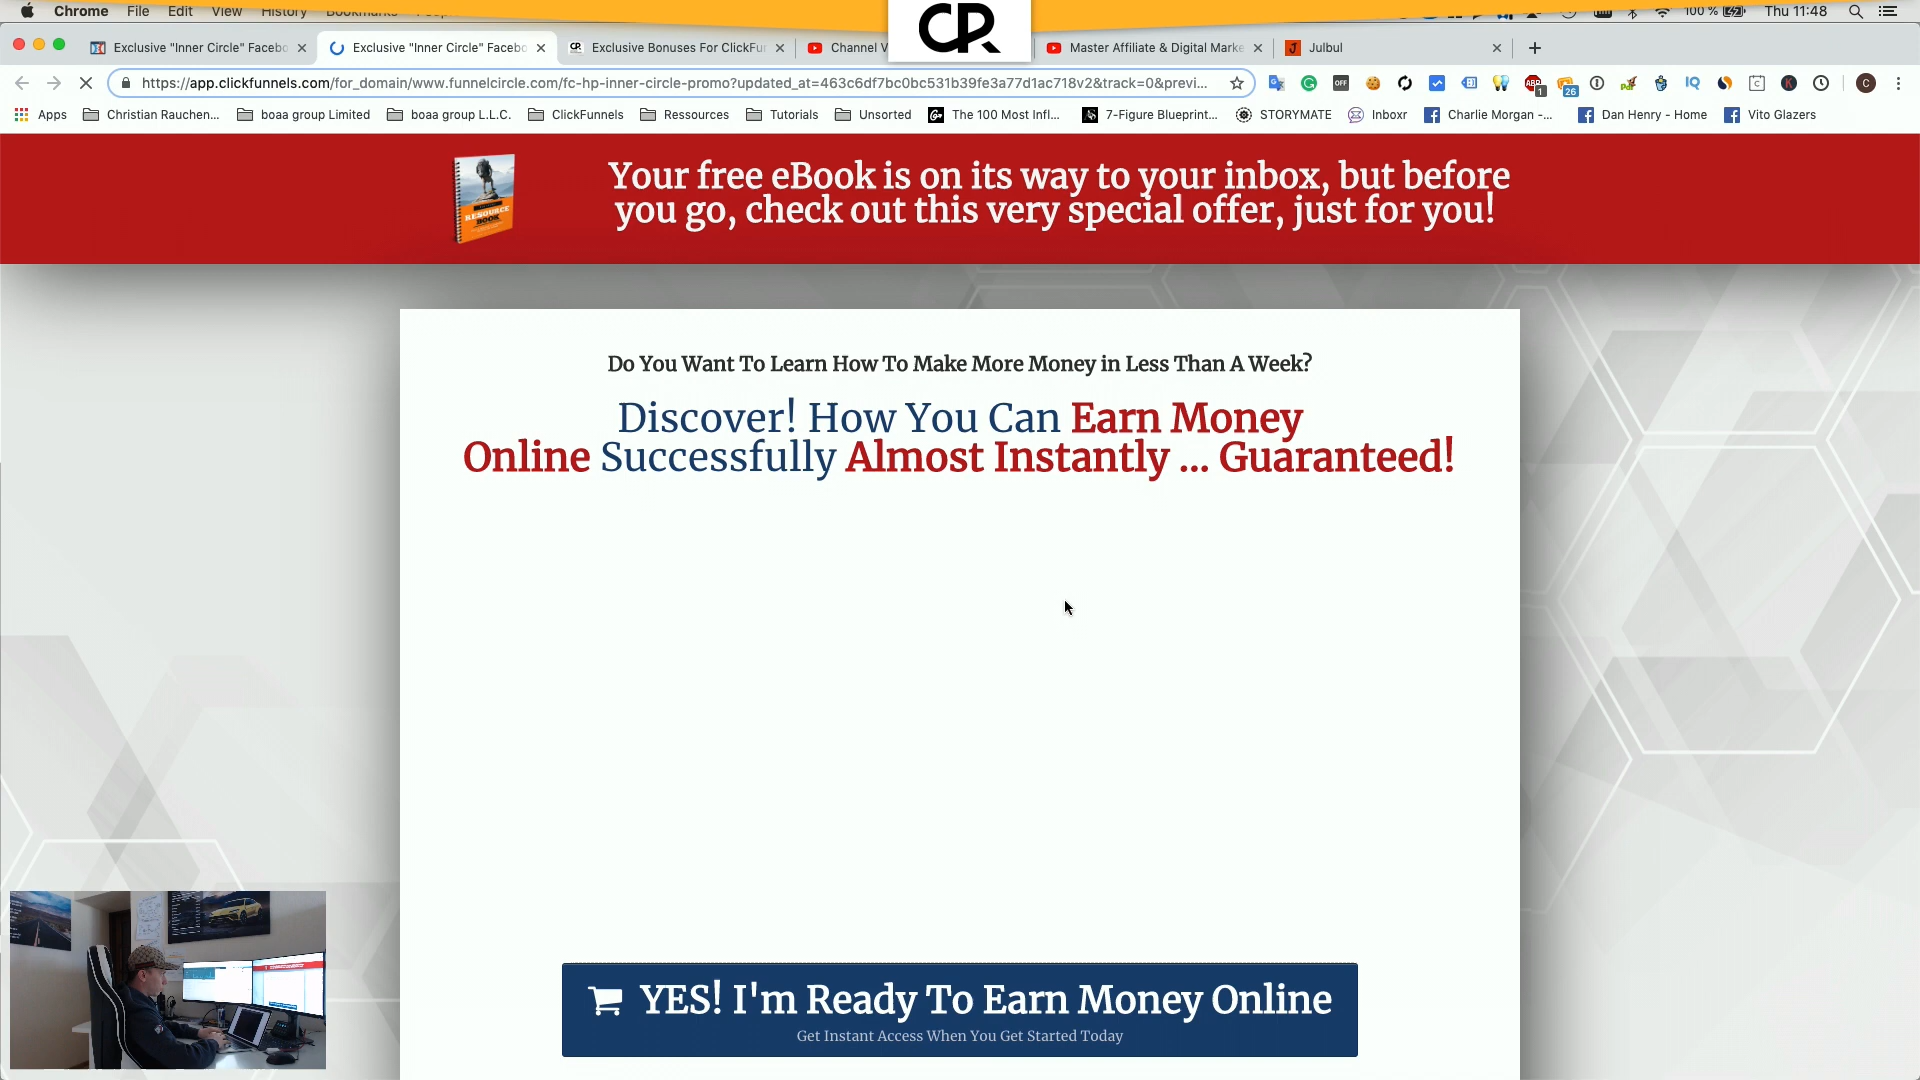 Chrome File Edit View History
100 % Thu 11:48
CR
Exclusive "Inner Circle" Facebo
Exclusive "Inner Circle" Facebo
Exclusive Bonuses For ClickFu
Channel V
Master Affiliate & Digital Marke
Julbul
https://app.clickfunnels.com/for_domain/www.funnelcircle.com/fc-hp-inner-circle-promo?updated_at=463c6df7bc0bc531b39fe3a77d1ac718v2&track=0&previ...
Apps Christian Rauchen... boaa group Limited boaa group L.L.C. ClickFunnels Ressources Tutorials Unsorted The 100 Most Infl... 7-Figure Blueprint... STORYMATE Inboxr Charlie Morgan -... Dan Henry - Home Vito Glazers
Your free eBook is on its way to your inbox, but before
you go, check out this very special offer, just for you!
RESOURCE
BOOK
Do You Want To Learn How To Make More Money in Less Than A Week?
Discover! How You Can Earn Money
Online Successfully Almost Instantly ... Guaranteed!
YES! I'm Ready To Earn Money Online
Get Instant Access When You Get Started Today